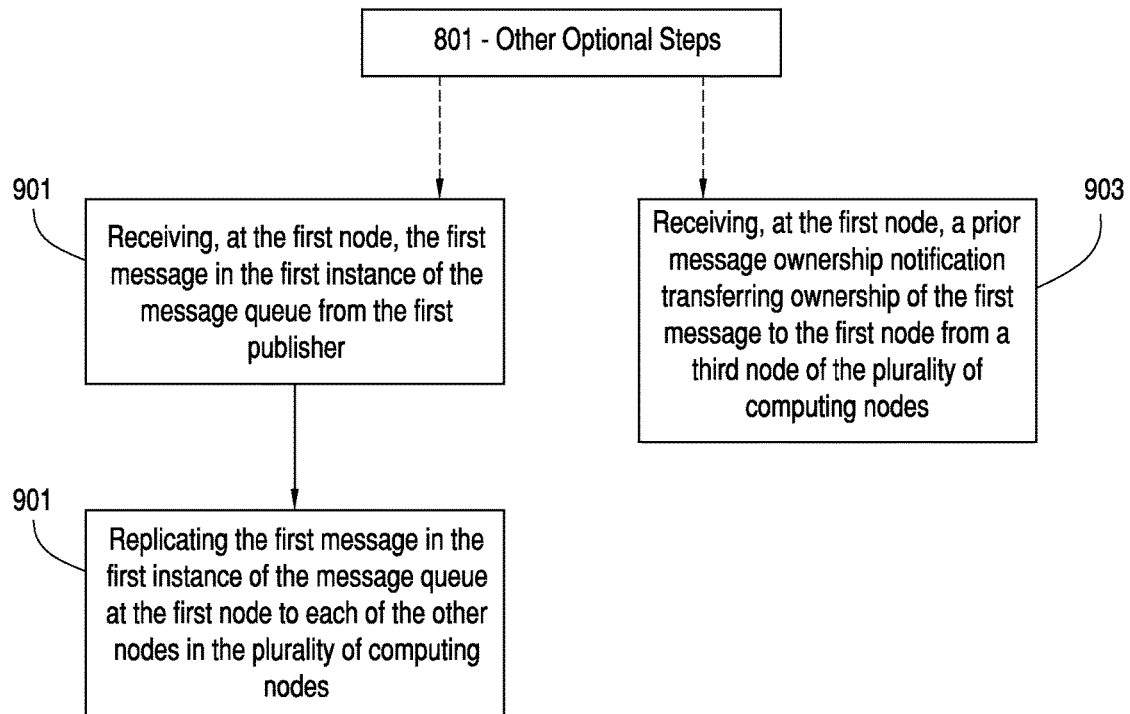 801 - Other Optional Steps
901
Receiving, at the first node, the first
message in the first instance of the
message queue from the first
publisher
903
Receiving, at the first node, a prior
message ownership notification
transferring ownership of the first
message to the first node from a
third node of the plurality of
computing nodes
901
Replicating the first message in the
first instance of the message queue
at the first node to each of the other
nodes in the plurality of computing
nodes